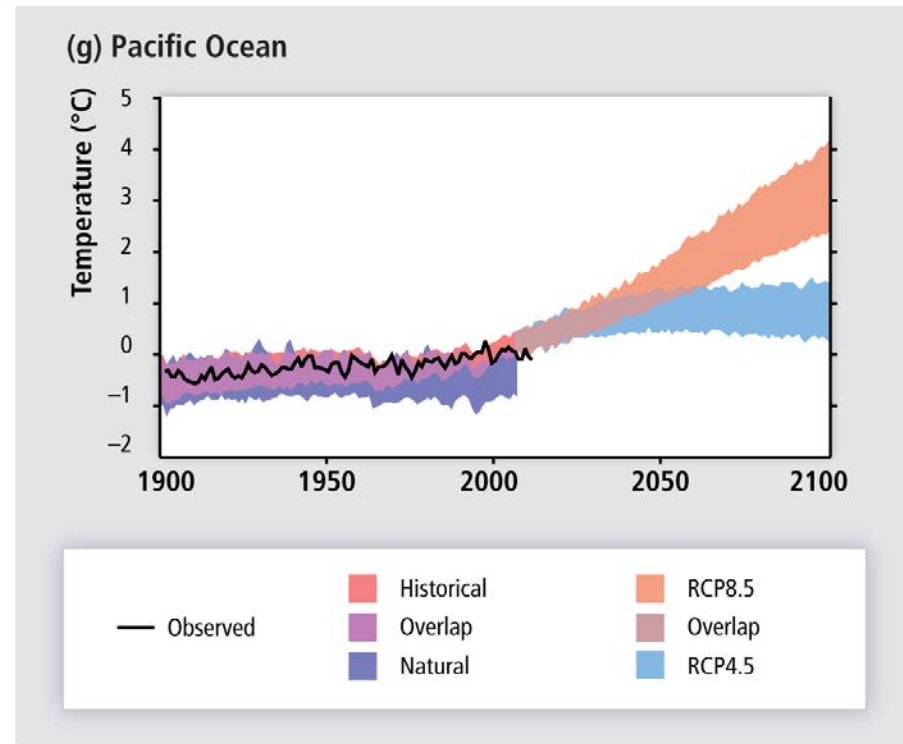 (g) Pacific Ocean
Temperature (°C)
5
4
3
2
1
0
−1
−2
1900 1950 2000 2050 2100
Observed
Historical
Overlap
Natural
RCP8.5
Overlap
RCP4.5